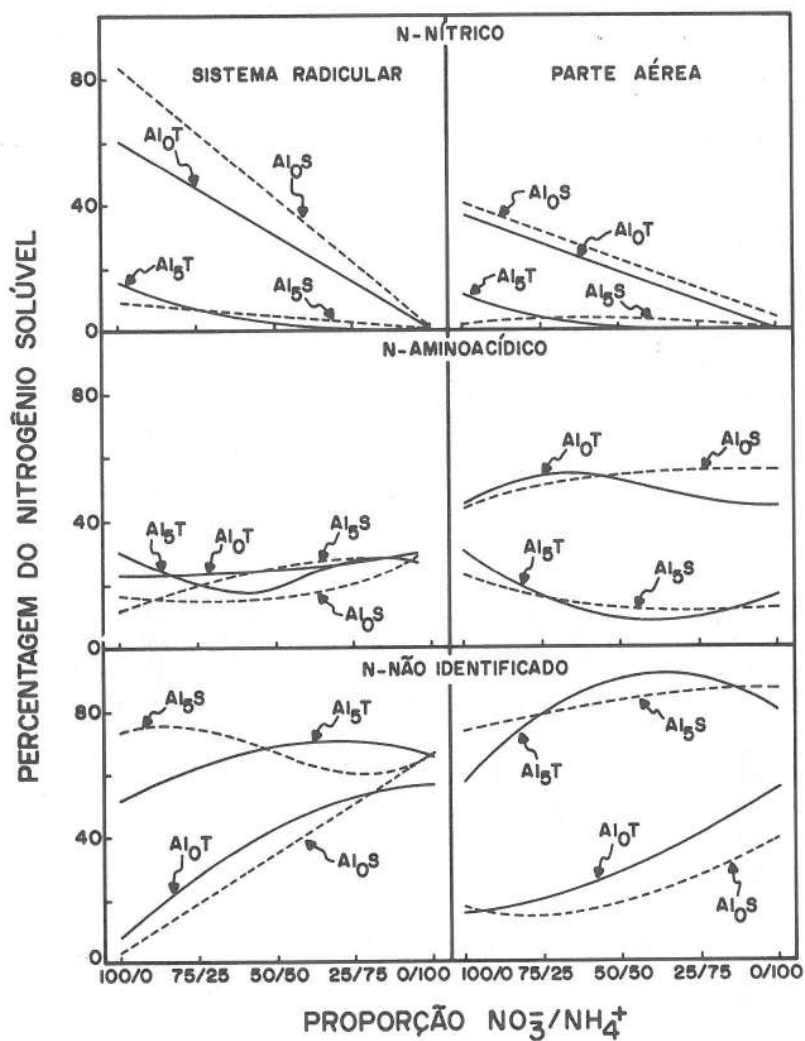 N-NÍTRICO
SISTEMA RADICULAR
PARTE AÉREA
80
40
0
Al0T
Al0S
Al5T
Al5S
Al0S
Al0T
Al5T
Al5S
N-AMINOACÍDICO
80
40
0
Al5T
Al0T
Al5S
Al0S
Al0T
Al0S
Al5T
Al5S
N-NÃO IDENTIFICADO
80
40
0
Al5S
Al5T
Al0T
Al0S
Al5T
Al5S
Al0T
Al0S
100/0 75/25 50/50 25/75 0/100
100/0 75/25 50/50 25/75 0/100
PERCENTAGEM DO NITROGÊNIO SOLÚVEL
PROPORÇÃO NO3-/NH4+